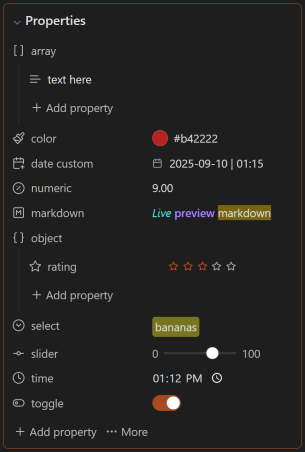 Properties
array
text here
+ Add property
color #b42222
date custom 2025-09-10 | 01:15
numeric 9.00
markdown Live preview markdown
object
rating
+ Add property
select bananas
slider 0 100
time 01:12 PM
toggle
+ Add property ··· More